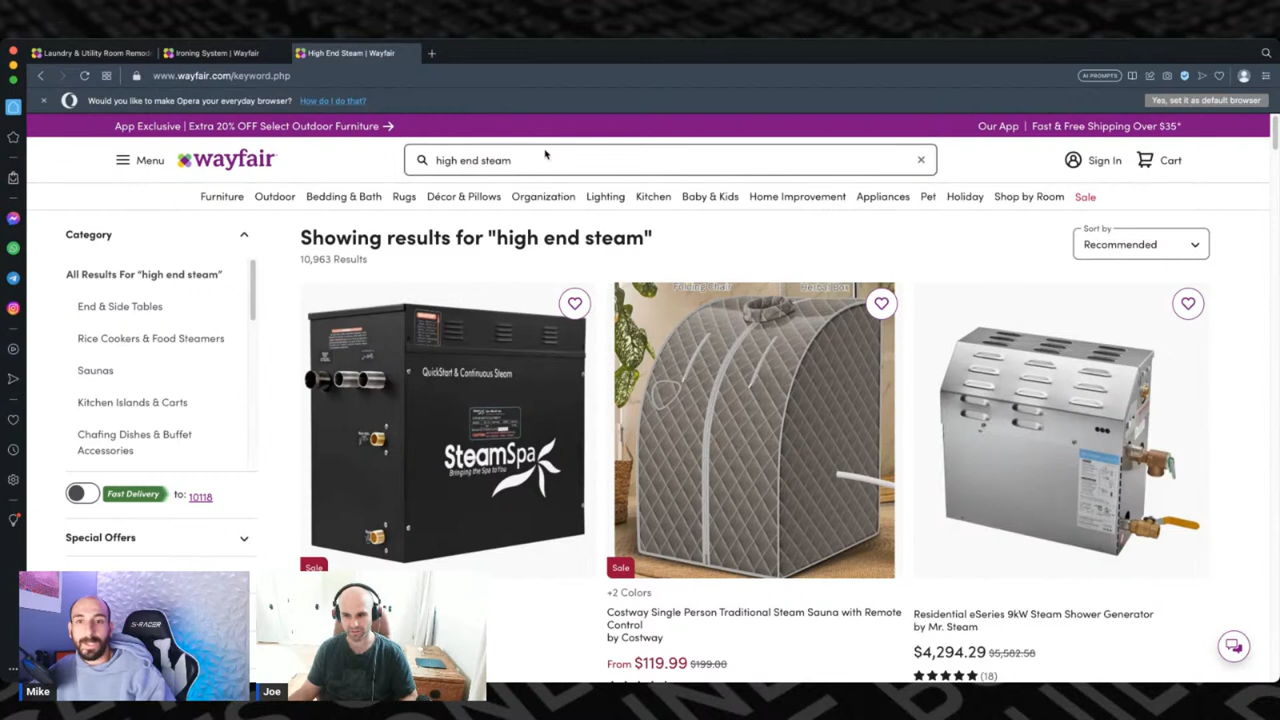 Laundry & Utility Room Remod
Ironing System | Wayfair
High End Steam | Wayfair
www.wayfair.com/keyword.php
AI PROMPTS
Would you like to make Opera your everyday browser? How do I do that?
Yes, set it as default browser
App Exclusive | Extra 20% OFF Select Outdoor Furniture →
Our App | Fast & Free Shipping Over $35*
Menu
wayfair
high end steam
Sign In
Cart
Furniture Outdoor Bedding & Bath Rugs Décor & Pillows Organization Lighting Kitchen Baby & Kids Home Improvement Appliances Pet Holiday Shop by Room Sale
Category
All Results For "high end steam"
End & Side Tables
Rice Cookers & Food Steamers
Saunas
Kitchen Islands & Carts
Chafing Dishes & Buffet
Accessories
Fast Delivery to: 10118
Special Offers
Showing results for "high end steam"
10,963 Results
Sort by
Recommended
QuickStart & Continuous Steam
SteamSpa
Bringing the Spa to You
Sale
Folding Chair
Herbal Box
Sale
+2 Colors
Costway Single Person Traditional Steam Sauna with Remote
Control
by Costway
From $119.99 $199.00
Residential eSeries 9kW Steam Shower Generator
by Mr. Steam
$4,294.29 $5,582.58
(18)
S-RACER
Mike
Joe